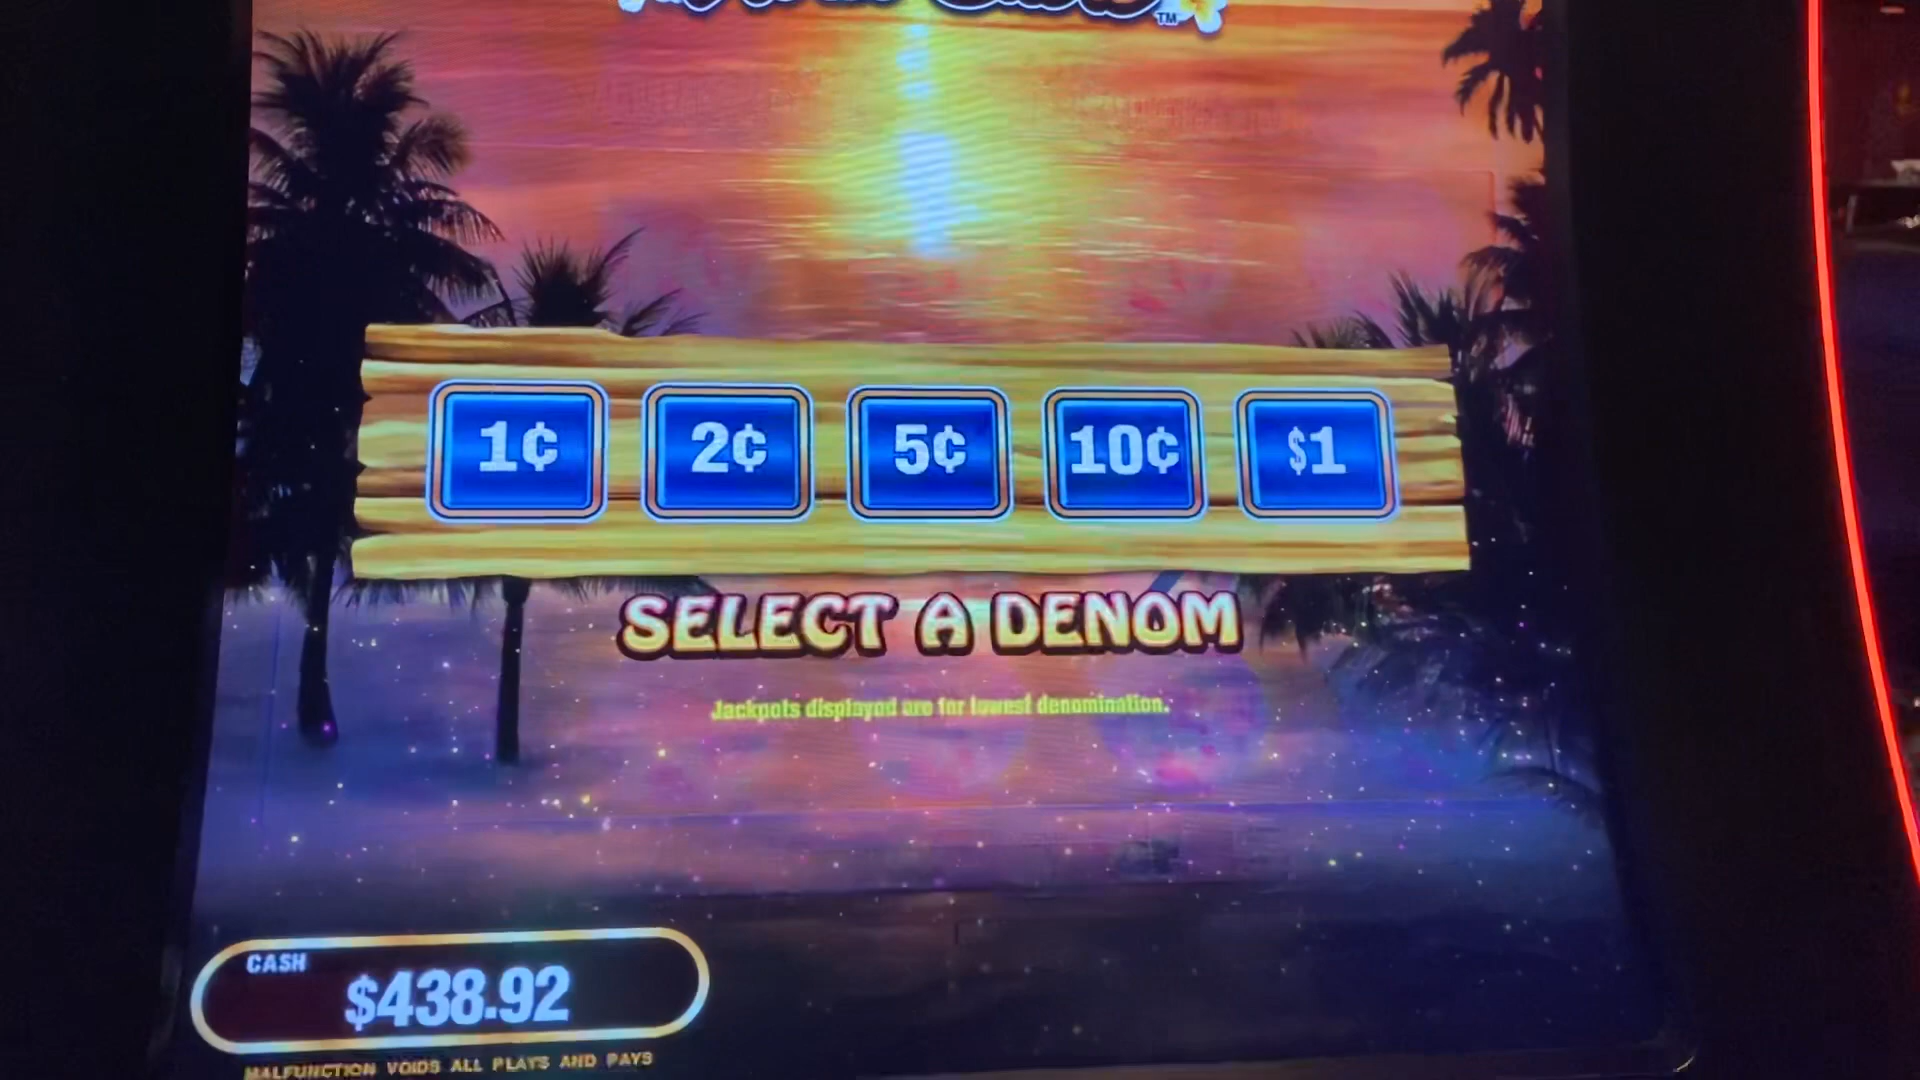 TM
1¢ 2¢ 5¢ 10¢ $1
SELECT A DENOM
Jackpots displayed are for lowest denomination.
CASH
$438.92
MALFUNCTION VOIDS ALL PLAYS AND PAYS